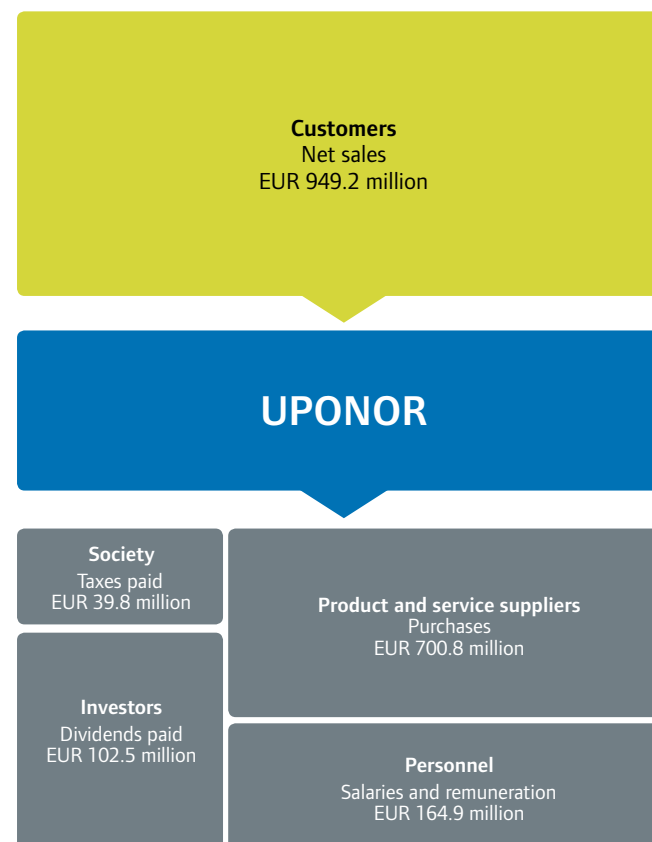 Customers
Net sales
EUR 949.2 million
UPONOR
Society
Taxes paid
EUR 39.8 million
Investors
Dividends paid
EUR 102.5 million
Product and service suppliers
Purchases
EUR 700.8 million
Personnel
Salaries and remuneration
EUR 164.9 million